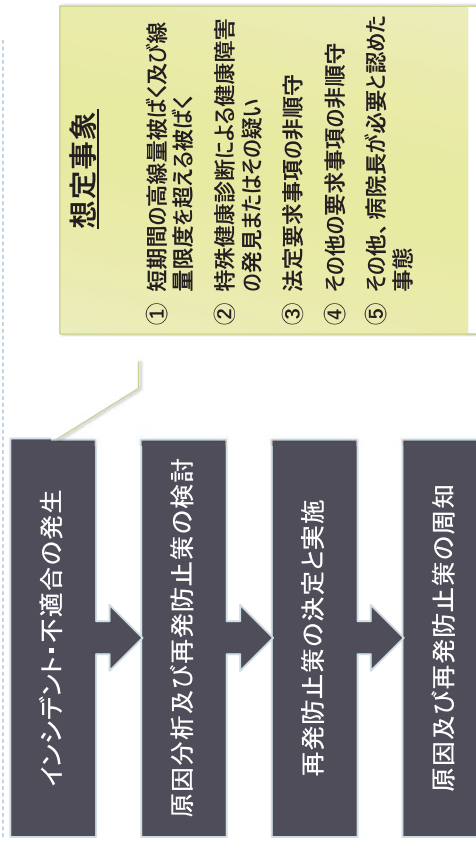 インシデント・不適合の発生
原因分析及び再発防止策の検討
再発防止策の決定と実施
原因及び再発防止策の周知
想定事象
① 短期間の高線量被ばく及び線
量限度を超える被ばく
② 特殊健康診断による健康障害
の発見またはその疑い
③ 法定要求事項の非順守
④ その他の要求事項の非順守
⑤ その他、病院長が必要と認めた
事態